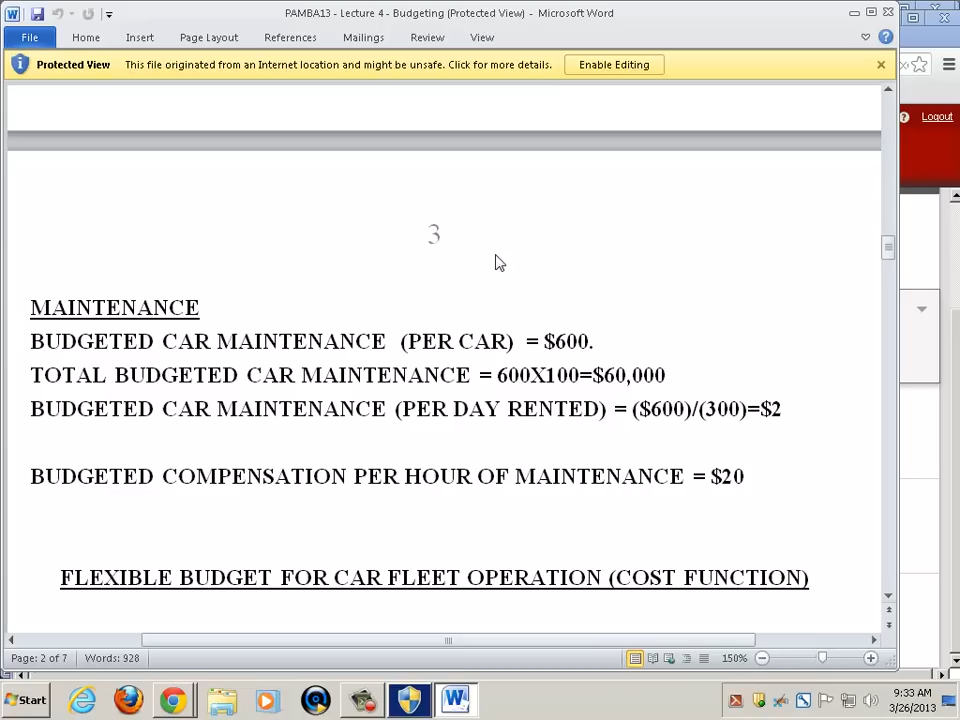 PAMBA13 - Lecture 4 - Budgeting (Protected View) - Microsoft Word
File Home Insert Page Layout References Mailings Review View
Protected View This file originated from an Internet location and might be unsafe. Click for more details. Enable Editing
Logout
3
MAINTENANCE
BUDGETED CAR MAINTENANCE (PER CAR) = $600.
TOTAL BUDGETED CAR MAINTENANCE = 600X100=$60,000
BUDGETED CAR MAINTENANCE (PER DAY RENTED) = ($600)/(300)=$2
BUDGETED COMPENSATION PER HOUR OF MAINTENANCE = $20
FLEXIBLE BUDGET FOR CAR FLEET OPERATION (COST FUNCTION)
Page: 2 of 7 Words: 928 150%
Start 9:33 AM
3/26/2013